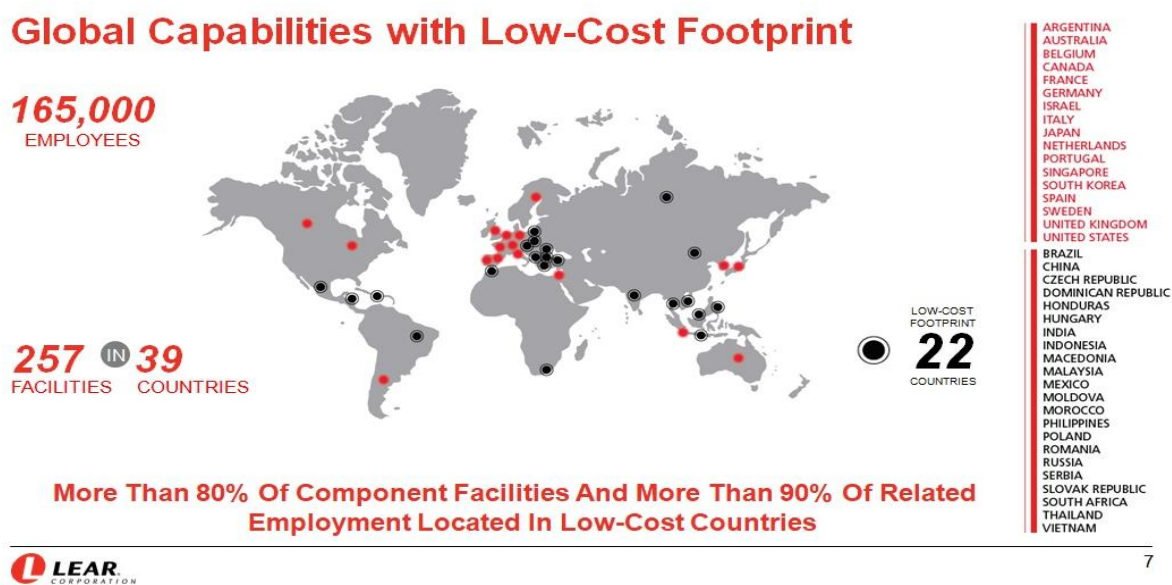 Global Capabilities with Low-Cost Footprint
165,000
EMPLOYEES
257 IN 39
FACILITIES COUNTRIES
LOW-COST
FOOTPRINT
22
COUNTRIES
ARGENTINA
AUSTRALIA
BELGIUM
CANADA
FRANCE
GERMANY
ISRAEL
ITALY
JAPAN
NETHERLANDS
PORTUGAL
SINGAPORE
SOUTH KOREA
SPAIN
SWEDEN
UNITED KINGDOM
UNITED STATES
BRAZIL
CHINA
CZECH REPUBLIC
DOMINICAN REPUBLIC
HONDURAS
HUNGARY
INDIA
INDONESIA
MACEDONIA
MALAYSIA
MEXICO
MOLDOVA
MOROCCO
PHILIPPINES
POLAND
ROMANIA
RUSSIA
SERBIA
SLOVAK REPUBLIC
SOUTH AFRICA
THAILAND
VIETNAM
More Than 80% Of Component Facilities And More Than 90% Of Related
Employment Located In Low-Cost Countries
LEAR.
CORPORATION
7